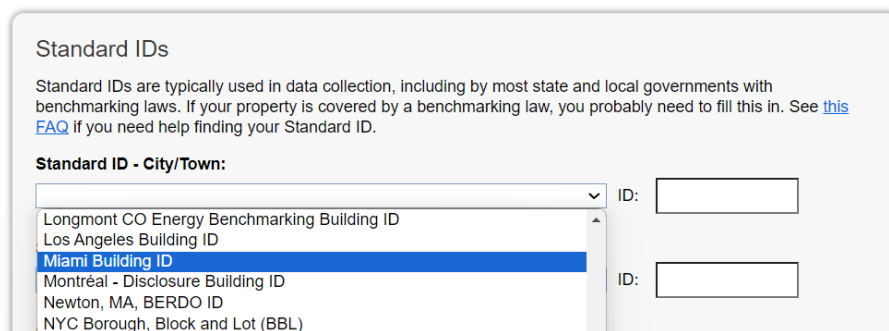 Standard IDs
Standard IDs are typically used in data collection, including by most state and local governments with
benchmarking laws. If your property is covered by a benchmarking law, you probably need to fill this in. See this
FAQ if you need help finding your Standard ID.
Standard ID - City/Town:
ID:
Longmont CO Energy Benchmarking Building ID
Los Angeles Building ID
Miami Building ID
Montréal - Disclosure Building ID
ID:
Newton, MA, BERDO ID
NYC Borough, Block and Lot (BBL)